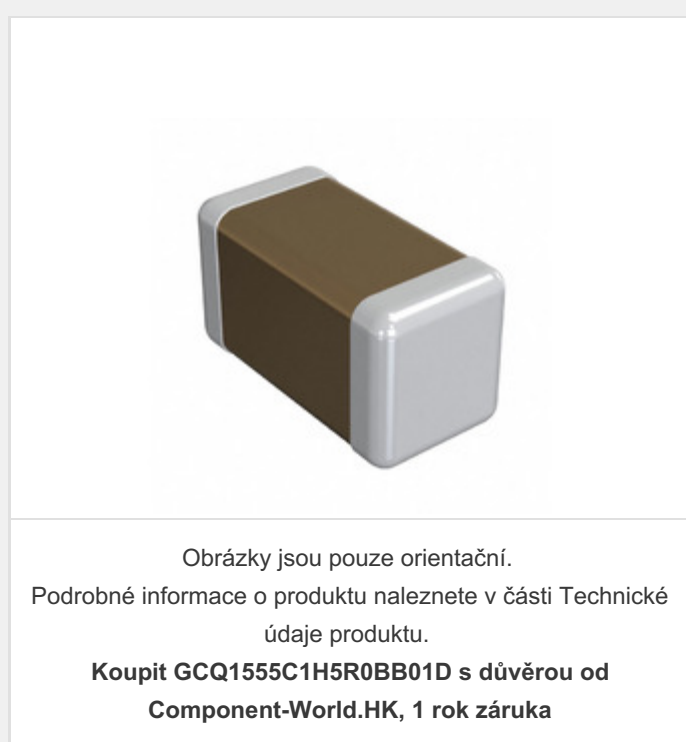 Obrázky jsou pouze orientační.
Podrobné informace o produktu naleznete v části Technické
údaje produktu.
Koupit GCQ1555C1H5R0BB01D s důvěrou od
Component-World.HK, 1 rok záruka